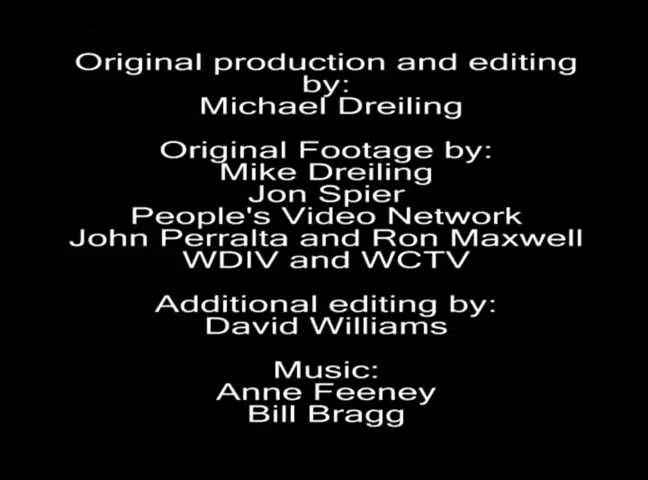 Original production and editing
by:
Michael Dreiling
Original Footage by:
Mike Dreiling
Jon Spier
People's Video Network
John Perralta and Ron Maxwell
WDIV and WCTV
Additional editing by:
David Williams
Music:
Anne Feeney
Bill Bragg